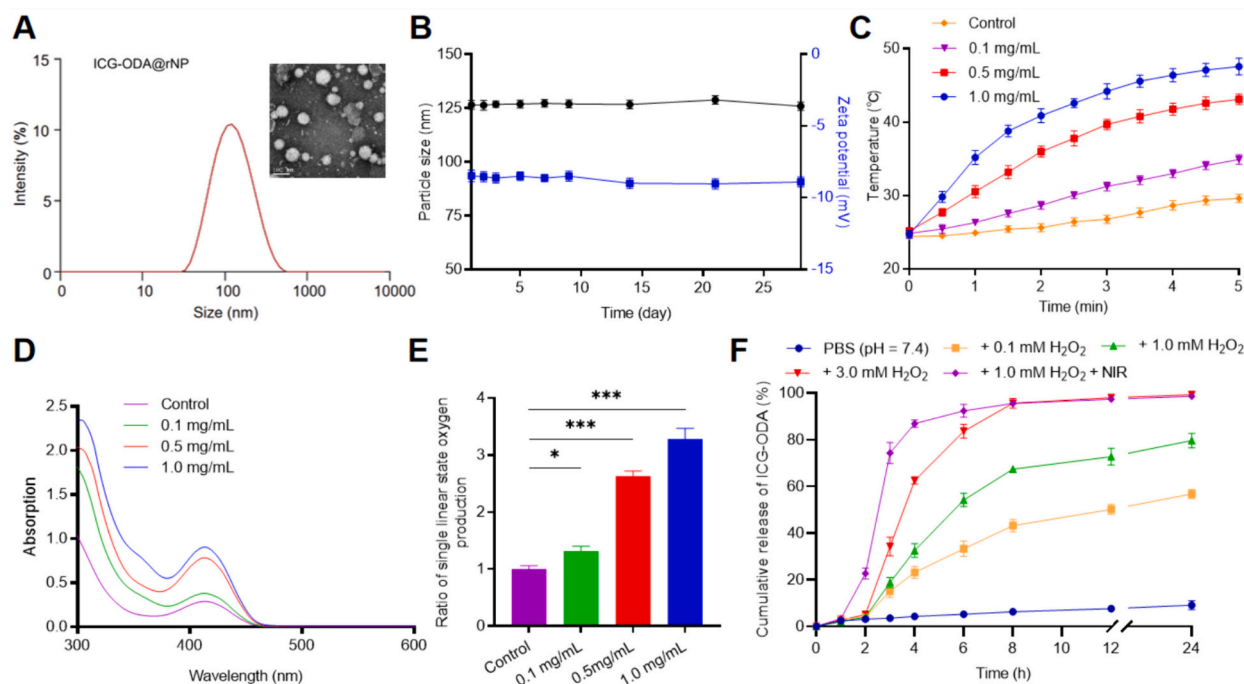 A
ICG-ODA@rNP
Intensity (%)
15
10
5
0
0
10
100
1000
10000
Size (nm)
B
Particle size (nm)
150
125
100
75
50
5
10
15
20
25
Time (day)
0
−5
−10
−15
Zeta potential (mV)
C
Control
0.1 mg/mL
0.5 mg/mL
1.0 mg/mL
Temperature (℃)
50
40
30
20
0
1
2
3
4
5
Time (min)
D
Control
0.1 mg/mL
0.5 mg/mL
1.0 mg/mL
Absorption
2.5
2.0
1.5
1.0
0.5
0.0
300
400
500
600
Wavelength (nm)
E
Ratio of single linear state oxygen
production
4
3
2
1
0
***
***
*
Control
0.1 mg/mL
0.5mg/mL
1.0 mg/mL
F
PBS (pH = 7.4)
+ 0.1 mM H₂O₂
+ 1.0 mM H₂O₂
+ 3.0 mM H₂O₂
+ 1.0 mM H₂O₂ + NIR
Cumulative release of ICG-ODA (%)
100
80
60
40
20
0
0
2
4
6
8
10
12
24
Time (h)